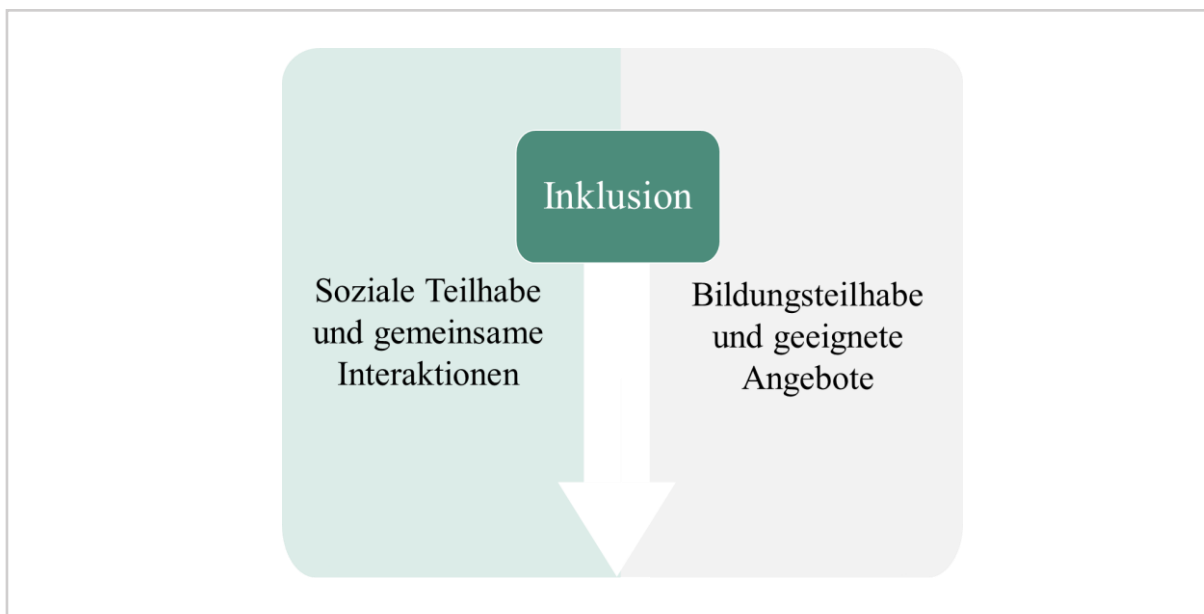 Inklusion
Soziale Teilhabe
und gemeinsame
Interaktionen
Bildungsteilhabe
und geeignete
Angebote